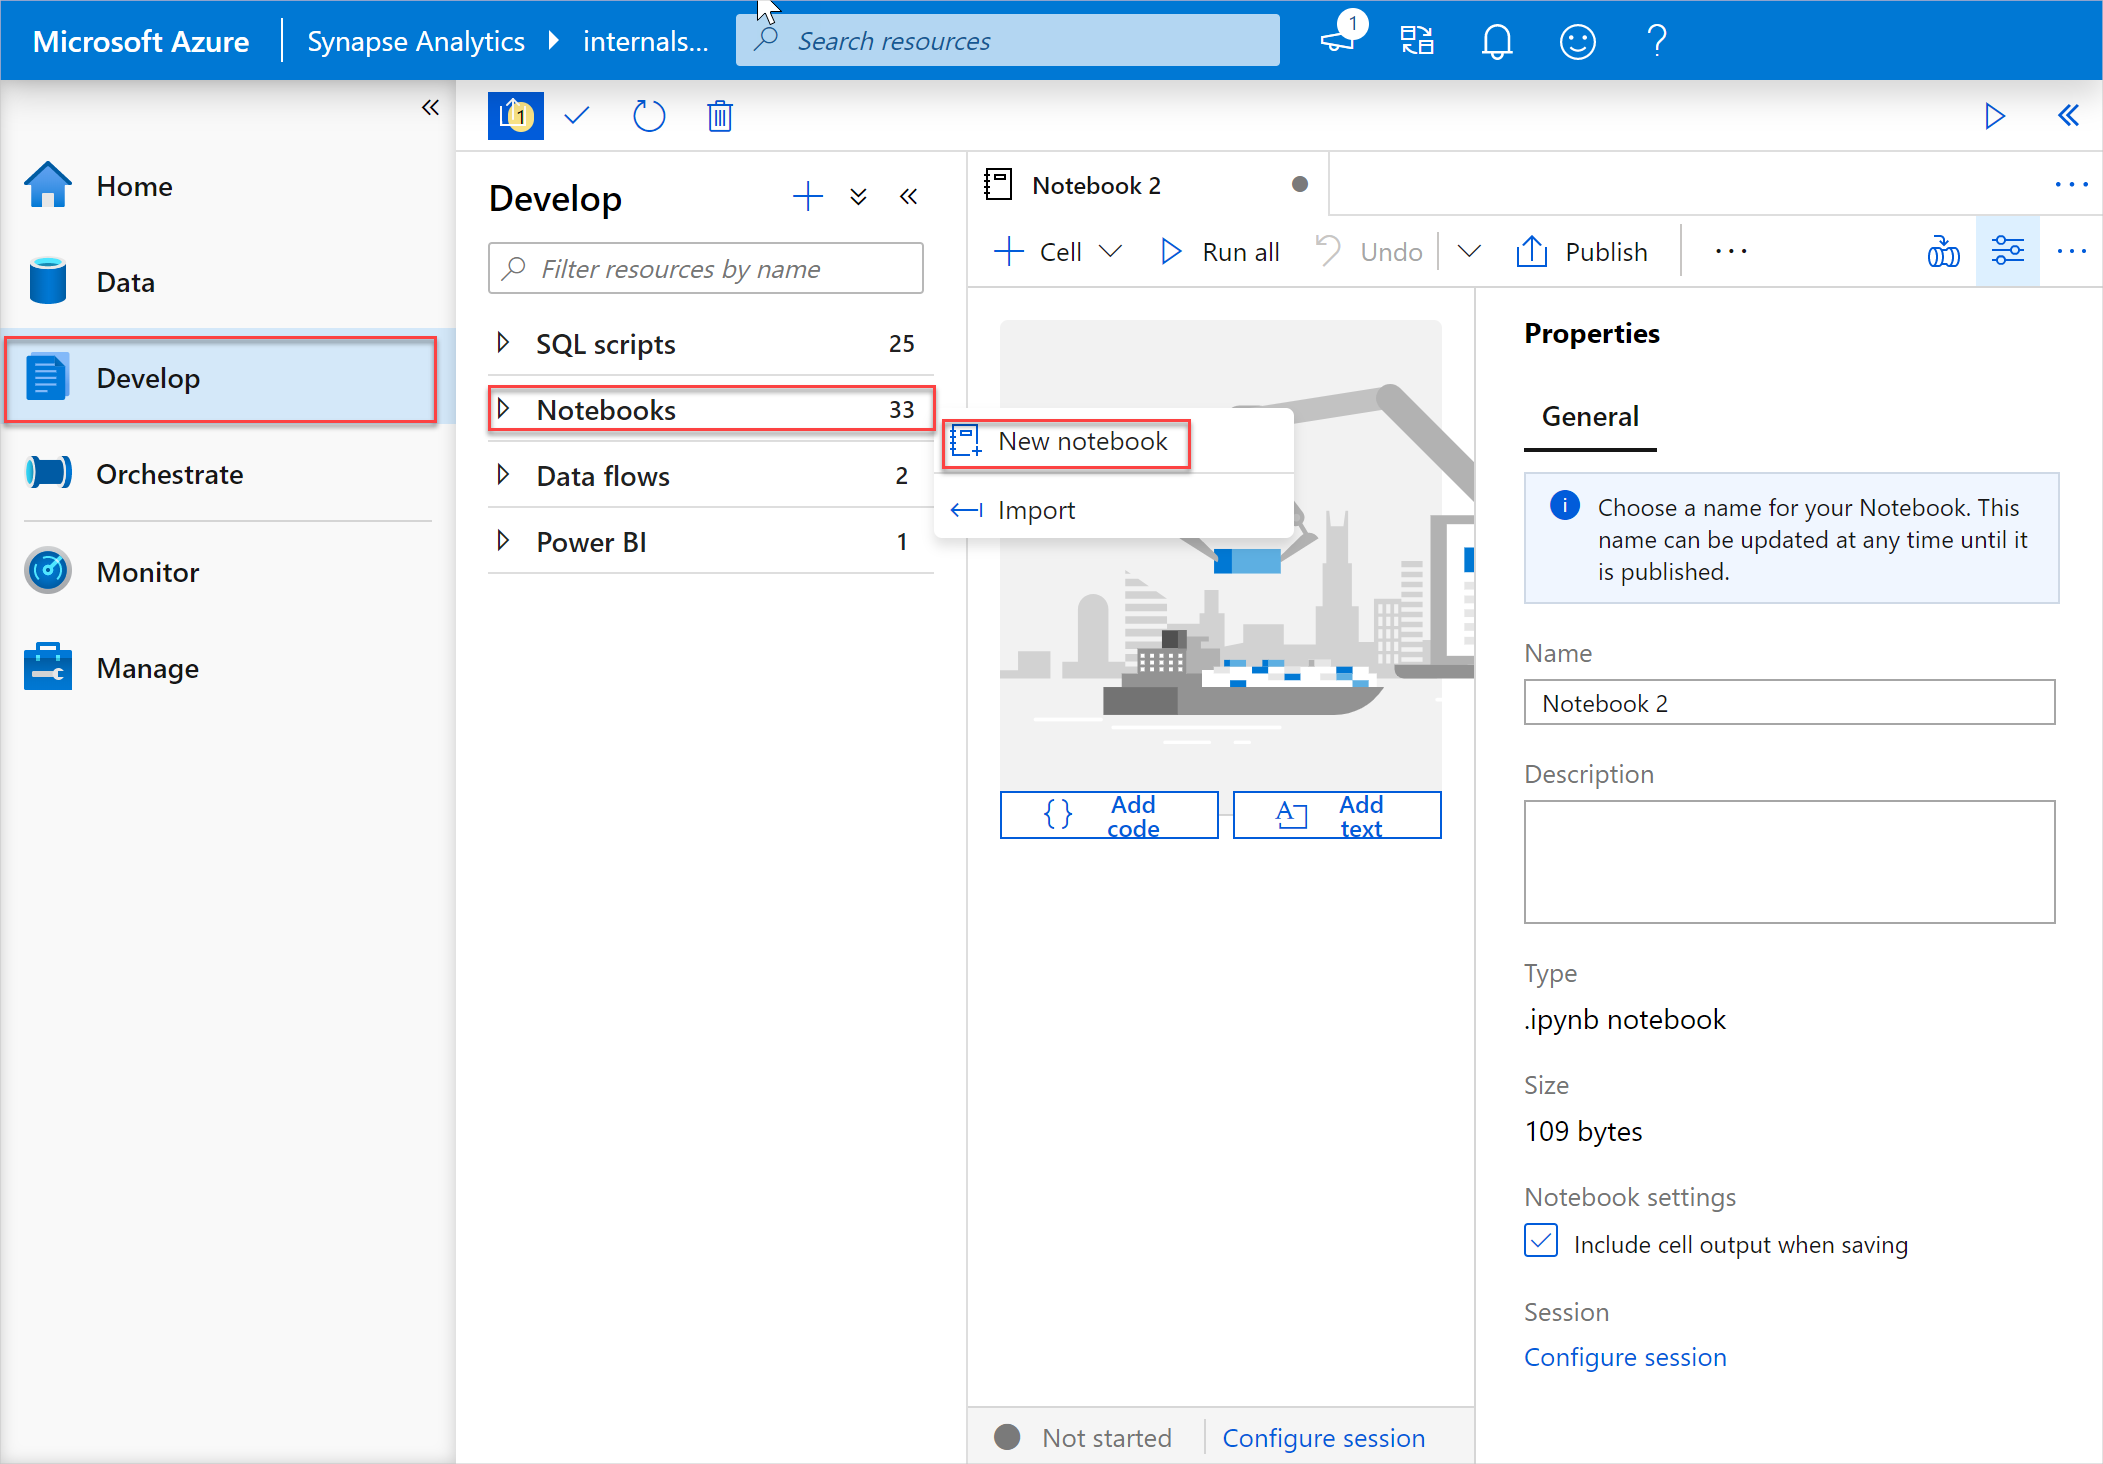 Microsoft Azure
Synapse Analytics
internals...
Search resources
1
1
Home
Data
Develop
Orchestrate
Monitor
Manage
Develop
Filter resources by name
SQL scripts 25
Notebooks 33
Data flows 2
Power BI 1
New notebook
Import
Notebook 2
Cell
Run all
Undo
Publish
Add
code
Add
text
Not started
Configure session
Properties
General
Choose a name for your Notebook. This
name can be updated at any time until it
is published.
Name
Notebook 2
Description
Type
.ipynb notebook
Size
109 bytes
Notebook settings
Include cell output when saving
Session
Configure session